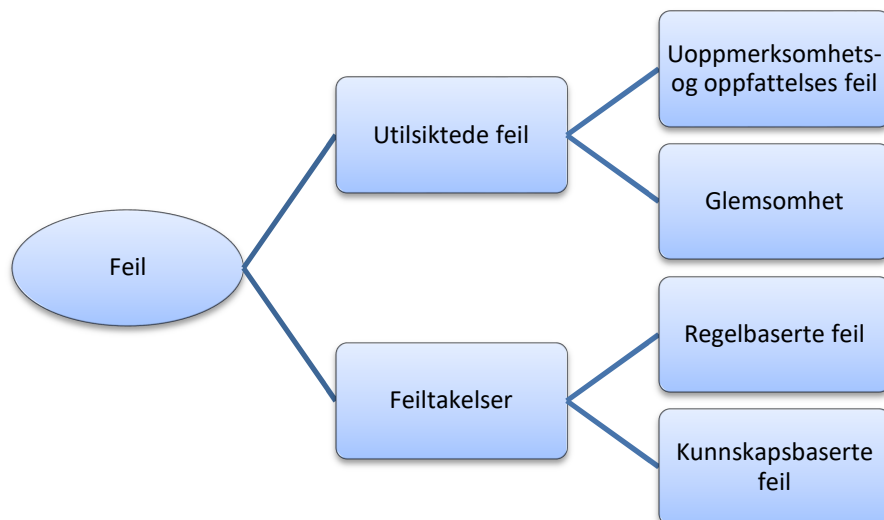 Feil
Utilsiktede feil
Uoppmerksomhets-
og oppfattelses feil
Glemsomhet
Feiltakelser
Regelbaserte feil
Kunnskapsbaserte
feil